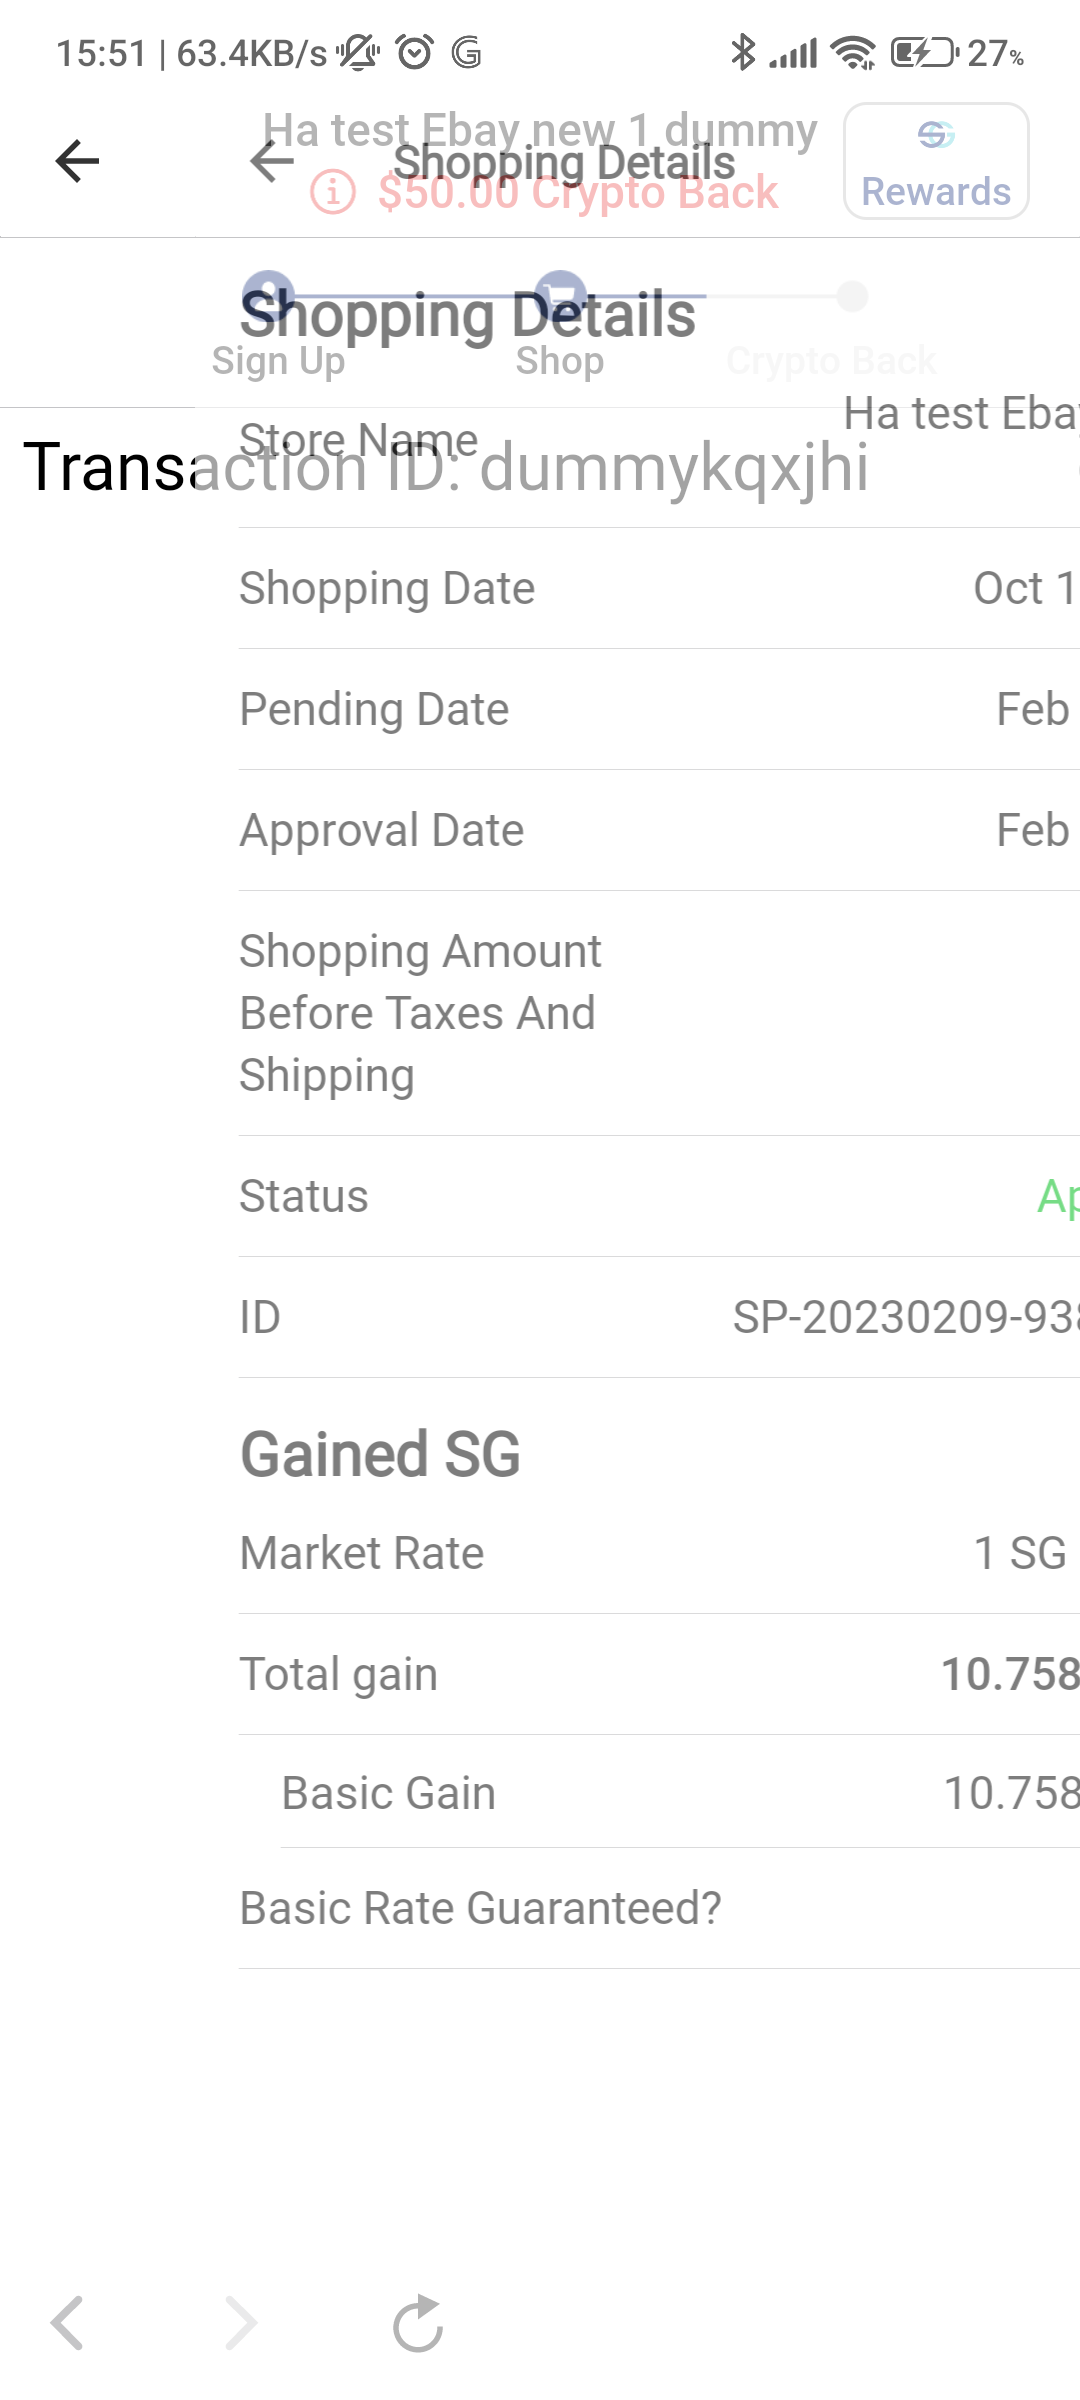 15:51 | 63.4KB/s
27%
Ha test Ebay new 1 dummy
Shopping Details
$50.00 Crypto Back
Rewards
Shopping Details
Sign Up
Shop
Crypto Back
Store Name
Ha test Ebay
Transaction ID: dummykqxjhi
Shopping Date
Oct 1
Pending Date
Feb
Approval Date
Feb
Shopping Amount
Before Taxes And
Shipping
Status
Ap
ID
SP-20230209-938
Gained SG
Market Rate
1 SG
Total gain
10.758
Basic Gain
10.758
Basic Rate Guaranteed?